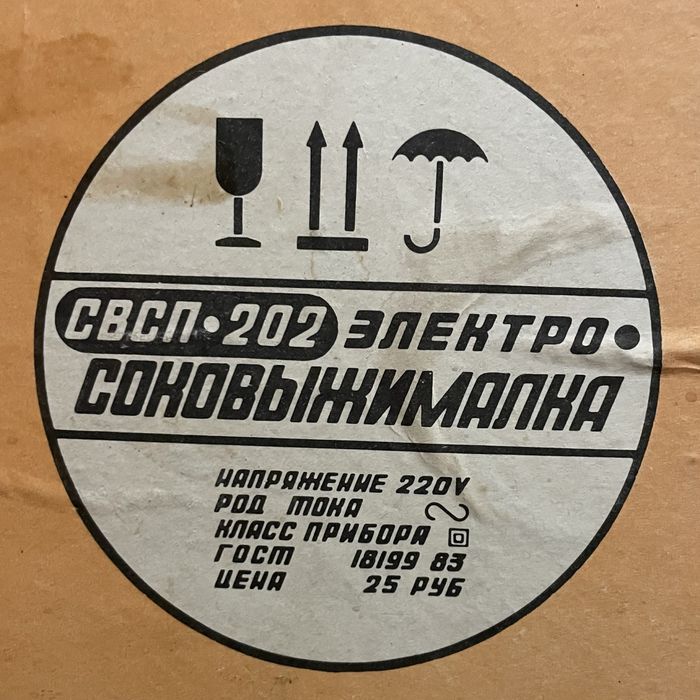 СВСП•202 ЭЛЕКТРО•
СОКОВЫЖИМАЛКА
НАПРЯЖЕНИЕ 220V
РОД ТОКА
КЛАСС ПРИБОРА
ГОСТ 18199 83
ЦЕНА 25 РУБ